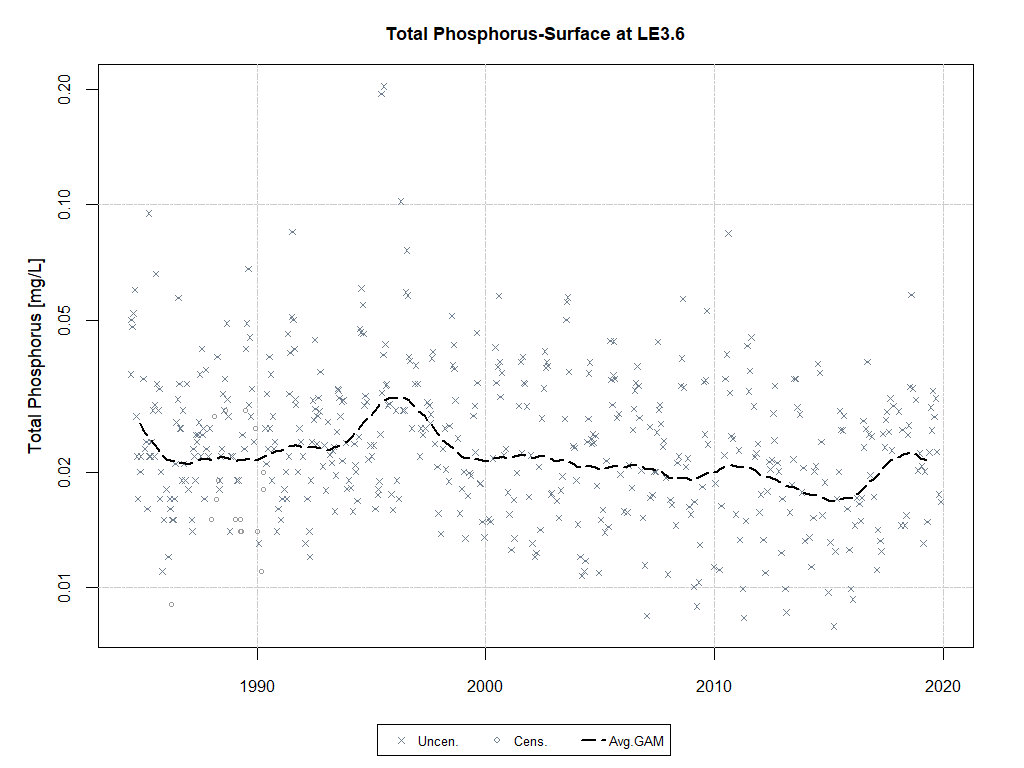 Total Phosphorus-Surface at LE3.6
Total Phosphorus [mg/L]
0.20
0.10
0.05
0.02
0.01
1990 2000 2010 2020
Uncen. Cens. Avg.GAM